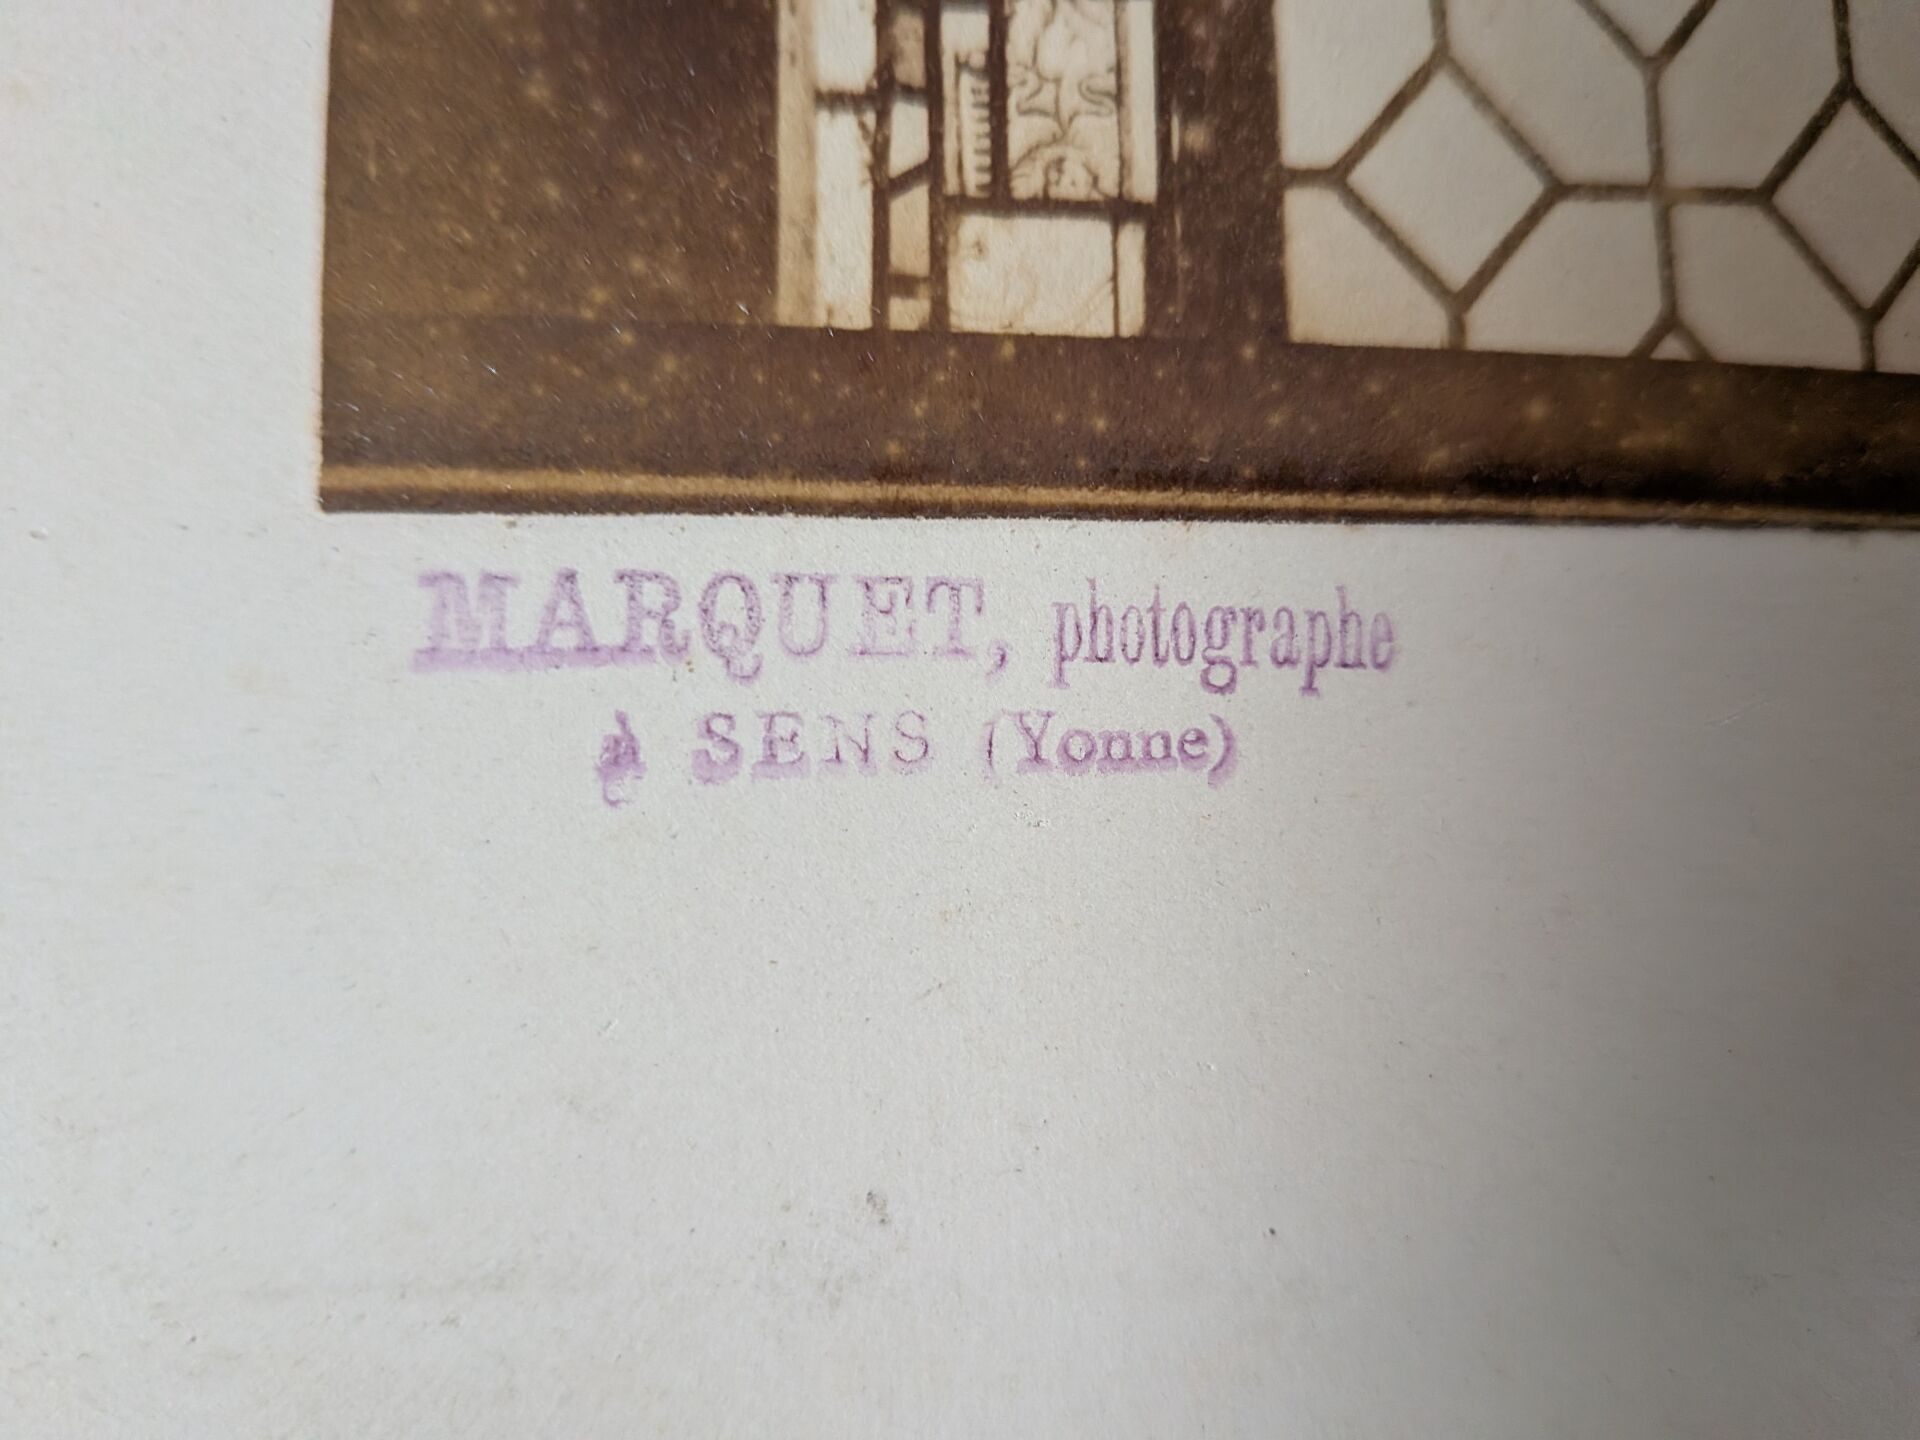 MARQUET, photographe
à SENS (Yonne)